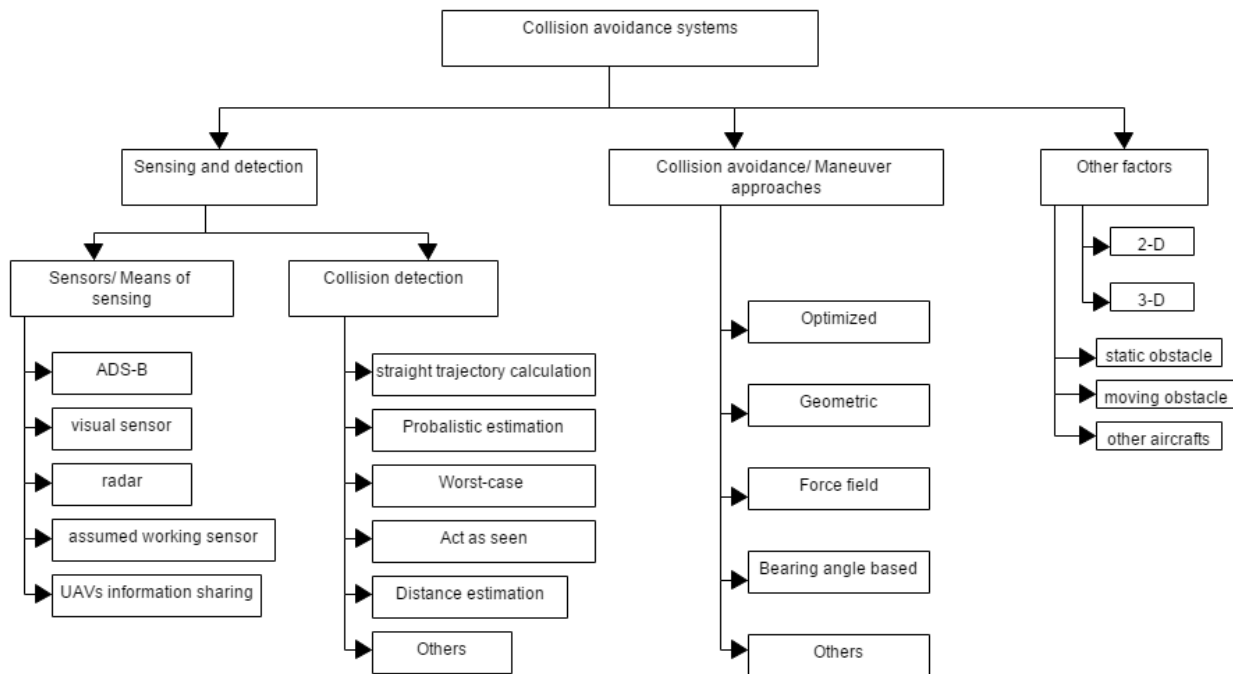 Collision avoidance systems
Sensing and detection
Collision avoidance/ Maneuver
approaches
Other factors
Sensors/ Means of
sensing
Collision detection
ADS-B
visual sensor
radar
assumed working sensor
UAVs information sharing
straight trajectory calculation
Probalistic estimation
Worst-case
Act as seen
Distance estimation
Others
Optimized
Geometric
Force field
Bearing angle based
Others
2-D
3-D
static obstacle
moving obstacle
other aircrafts